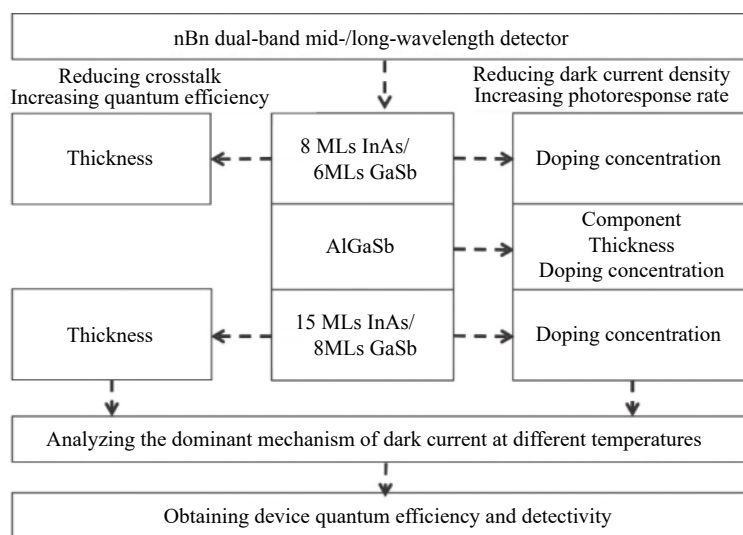 nBn dual-band mid-/long-wavelength detector
Reducing crosstalk
Increasing quantum efficiency
Reducing dark current density
Increasing photoresponse rate
Thickness
8 MLs InAs/
6MLs GaSb
Doping concentration
AlGaSb
Component
Thickness
Doping concentration
Thickness
15 MLs InAs/
8MLs GaSb
Doping concentration
Analyzing the dominant mechanism of dark current at different temperatures
Obtaining device quantum efficiency and detectivity